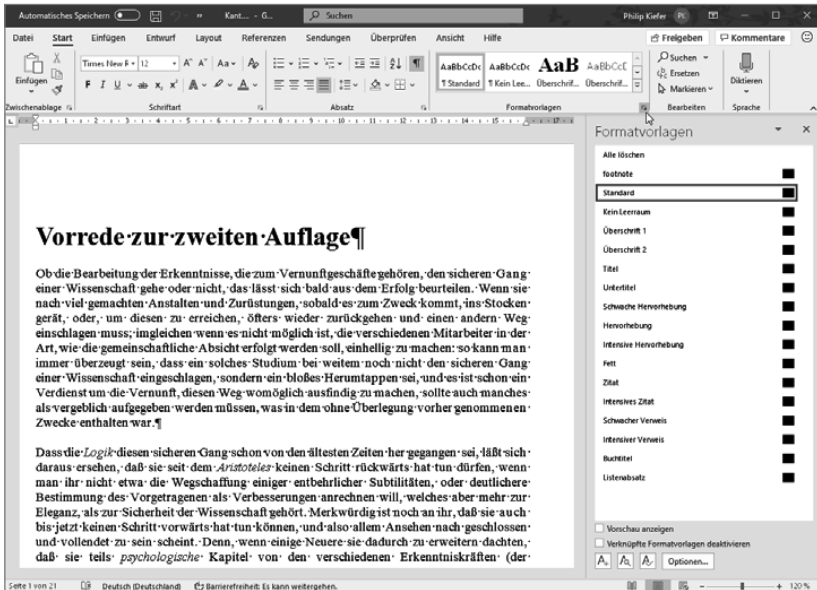 Automatisches Speichern
Kant... - G...
Suchen
Philip Kiefer
PK
Datei Start Einfügen Entwurf Layout Referenzen Sendungen Überprüfen Ansicht Hilfe
Freigeben
Kommentare
Einfügen
Times New R
12
F I U ab x, x²
AaBbCcDc AaBbCcDc AaB AaBbCcC
¶ Standard ¶ Kein Lee... Überschrif... Überschrif...
Suchen
Ersetzen
Markieren
Diktieren
Zwischenablage Schriftart Absatz Formatvorlagen Bearbeiten Sprache
Vorrede·zur·zweiten·Auflage¶
Ob·die·Bearbeitung·der·Erkenntnisse,·die·zum·Vernunftgeschäfte·gehören,·den·sicheren·Gang·
einer·Wissenschaft·gehe·oder·nicht,·das·lässt·sich·bald·aus·dem·Erfolg·beurteilen.·Wenn·sie·
nach·viel·gemachten·Anstalten·und·Zurüstungen,·sobald·es·zum·Zweck·kommt,·ins·Stocken·
gerät,·oder,·um·diesen·zu·erreichen,·öfters·wieder·zurückgehen·und·einen·andern·Weg·
einschlagen·muss;·imgleichen·wenn·es·nicht·möglich·ist,·die·verschiedenen·Mitarbeiter·in·der·
Art,·wie·die·gemeinschaftliche·Absicht·erfolgt·werden·soll,·einhellig·zu·machen:·so·kann·man·
immer·überzeugt·sein,·dass·ein·solches·Studium·bei·weitem·noch·nicht·den·sicheren·Gang·
einer·Wissenschaft·eingeschlagen,·sondern·ein·bloßes·Herumtappen·sei,·und·es·ist·schon·ein·
Verdienst·um·die·Vernunft,·diesen·Weg·womöglich·ausfindig·zu·machen,·sollte·auch·manches·
als·vergeblich·aufgegeben·werden·müssen,·was·in·dem·ohne·Überlegung·vorher·genommenen·
Zwecke·enthalten·war.¶
Dass·die·Logik·diesen·sicheren·Gang·schon·von·den·ältesten·Zeiten·her·gegangen·sei,·läßt·sich·
daraus·ersehen,·daß·sie·seit·dem·Aristoteles·keinen·Schritt·rückwärts·hat·tun·dürfen,·wenn·
man·ihr·nicht·etwa·die·Wegschaffung·einiger·entbehrlicher·Subtilitäten,·oder·deutlichere·
Bestimmung·des·Vorgetragenen·als·Verbesserungen·anrechnen·will,·welches·aber·mehr·zur·
Eleganz,·als·zur·Sicherheit·der·Wissenschaft·gehört.·Merkwürdig·ist·noch·an·ihr,·daß·sie·auch·
bis·jetzt·keinen·Schritt·vorwärts·hat·tun·können,·und·also·allem·Ansehen·nach·geschlossen·
und·vollendet·zu·sein·scheint.·Denn,·wenn·einige·Neuere·sie·dadurch·zu·erweitern·dachten,·
daß·sie·teils·psychologische·Kapitel·von·den·verschiedenen·Erkenntniskräften·(der·
Formatvorlagen
Alle löschen
footnote
Standard
Kein Leerraum
Überschrift 1
Überschrift 2
Titel
Untertitel
Schwache Hervorhebung
Hervorhebung
Intensive Hervorhebung
Fett
Zitat
Intensives Zitat
Schwacher Verweis
Intensiver Verweis
Buchtitel
Listenabsatz
Vorschau anzeigen
Verknüpfte Formatvorlagen deaktivieren
Optionen...
Seite 1 von 21 Deutsch (Deutschland) Barrierefreiheit: Es kann weitergehen.
120 %